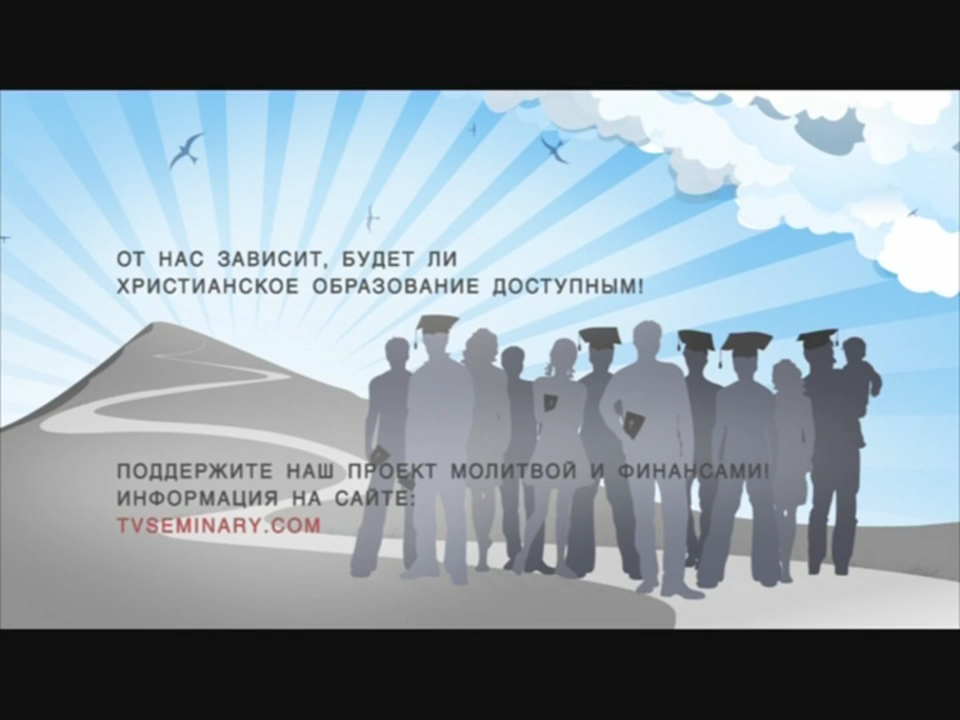 ОТ НАС ЗАВИСИТ, БУДЕТ ЛИ
ХРИСТИАНСКОЕ ОБРАЗОВАНИЕ ДОСТУПНЫМ!
ПОДДЕРЖИТЕ НАШ ПРОЕКТ МОЛИТВОЙ И ФИНАНСАМИ!
ИНФОРМАЦИЯ НА САЙТЕ:
TVSEMINARY.COM